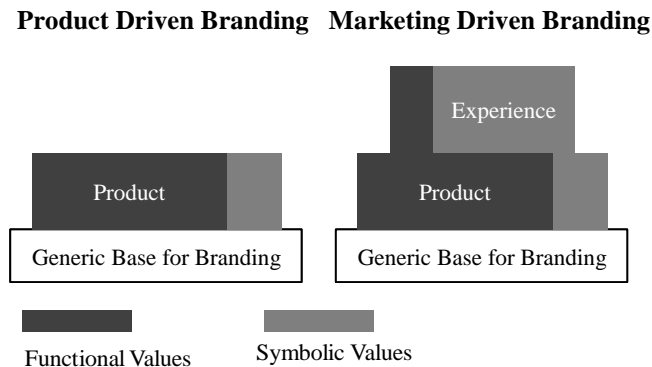 Product Driven Branding
Marketing Driven Branding
Experience
Product
Product
Generic Base for Branding
Generic Base for Branding
Functional Values
Symbolic Values